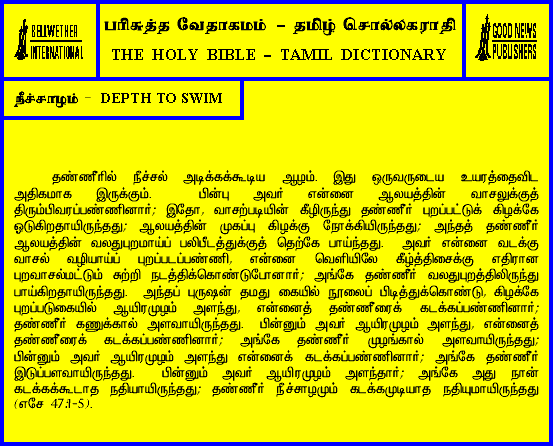 BELLWETHER
INTERNATIONAL
பரிசுத்த வேதாகமம் – தமிழ் சொல்லகராதி
THE HOLY BIBLE – TAMIL DICTIONARY
GOOD NEWS
PUBLISHERS
நீச்சாழம் – DEPTH TO SWIM
தண்ணீரில் நீச்சல் அடிக்கக்கூடிய ஆழம். இது ஒருவருடைய உயரத்தைவிட
அதிகமாக இருக்கும். பின்பு அவர் என்னை ஆலயத்தின் வாசலுக்குத்
திரும்பிவரப்பண்ணினார்; இதோ, வாசற்படியின் கீழிருந்து தண்ணீர் புறப்பட்டுக் கிழக்கே
ஓடுகிறதாயிருந்தது; ஆலயத்தின் முகப்பு கிழக்கு நோக்கியிருந்தது; அந்தத் தண்ணீர்
ஆலயத்தின் வலதுபுறமாய்ப் பலிபீடத்துக்குத் தெற்கே பாய்ந்தது. அவர் என்னை வடக்கு
வாசல் வழியாய்ப் புறப்படப்பண்ணி, என்னை வெளியிலே கீழ்த்திசைக்கு எதிரான
புறவாசல்மட்டும் சுற்றி நடத்திக்கொண்டுபோனார்; அங்கே தண்ணீர் வலதுபுறத்திலிருந்து
பாய்கிறதாயிருந்தது. அந்தப் புருஷன் தமது கையில் நூலைப் பிடித்துக்கொண்டு, கிழக்கே
புறப்படுகையில் ஆயிரமுழம் அளந்து, என்னைத் தண்ணீரைக் கடக்கப்பண்ணினார்;
தண்ணீர் கணுக்கால் அளவாயிருந்தது. பின்னும் அவர் ஆயிரமுழம் அளந்து, என்னைத்
தண்ணீரைக் கடக்கப்பண்ணினார்; அங்கே தண்ணீர் முழங்கால் அளவாயிருந்தது;
பின்னும் அவர் ஆயிரமுழம் அளந்து என்னைக் கடக்கப்பண்ணினார்; அங்கே தண்ணீர்
இடுப்பளவாயிருந்தது. பின்னும் அவர் ஆயிரமுழம் அளந்தார்; அங்கே அது நான்
கடக்கக்கூடாத நதியாயிருந்தது; தண்ணீர் நீச்சாழமும் கடக்கமுடியாத நதியுமாயிருந்தது
(எசே 47:1-5).